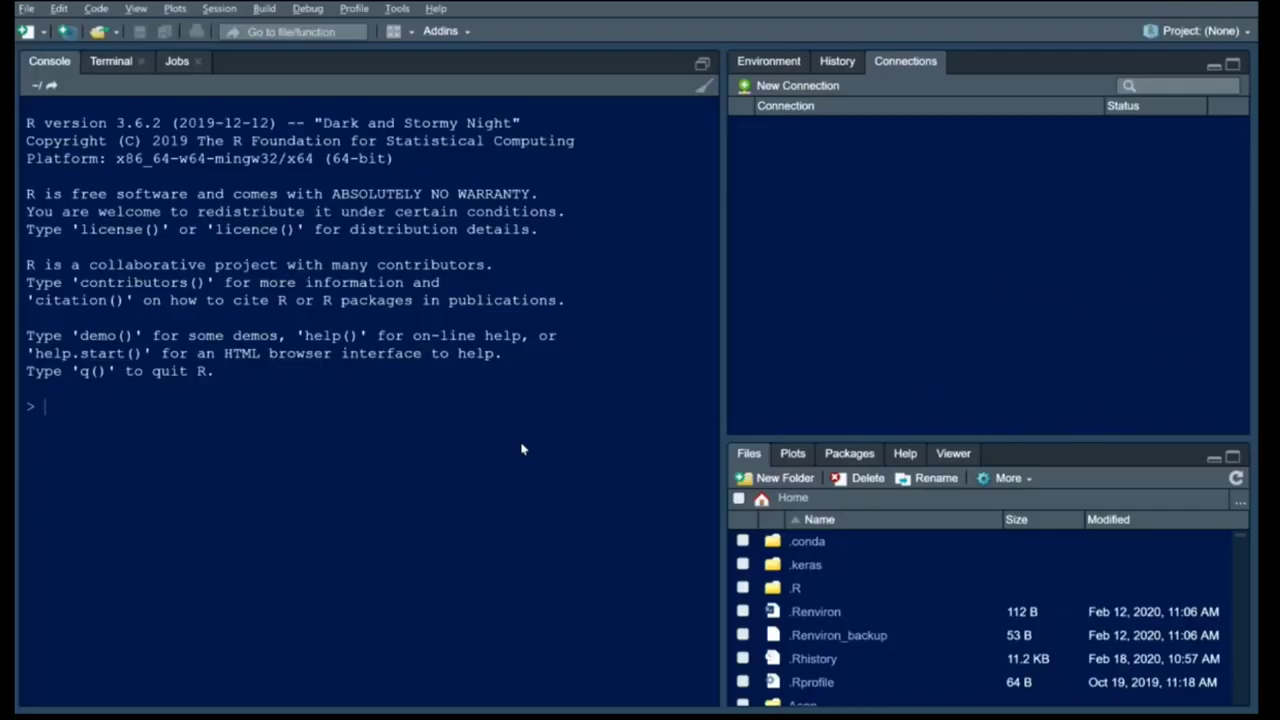 File Edit Code View Plots Session Build Debug Profile Tools Help
Go to file/function Addins Project: (None)
Console Terminal Jobs
~/
R version 3.6.2 (2019-12-12) -- "Dark and Stormy Night"
Copyright (C) 2019 The R Foundation for Statistical Computing
Platform: x86_64-w64-mingw32/x64 (64-bit)
R is free software and comes with ABSOLUTELY NO WARRANTY.
You are welcome to redistribute it under certain conditions.
Type 'license()' or 'licence()' for distribution details.
R is a collaborative project with many contributors.
Type 'contributors()' for more information and
'citation()' on how to cite R or R packages in publications.
Type 'demo()' for some demos, 'help()' for on-line help, or
'help.start()' for an HTML browser interface to help.
Type 'q()' to quit R.
>
Environment History Connections
New Connection
Connection Status
Files Plots Packages Help Viewer
New Folder Delete Rename More
Home ...
Name Size Modified
.conda
.keras
.R
.Renviron 112 B Feb 12, 2020, 11:06 AM
.Renviron_backup 53 B Feb 12, 2020, 11:06 AM
.Rhistory 11.2 KB Feb 18, 2020, 10:57 AM
.Rprofile 64 B Oct 19, 2019, 11:18 AM